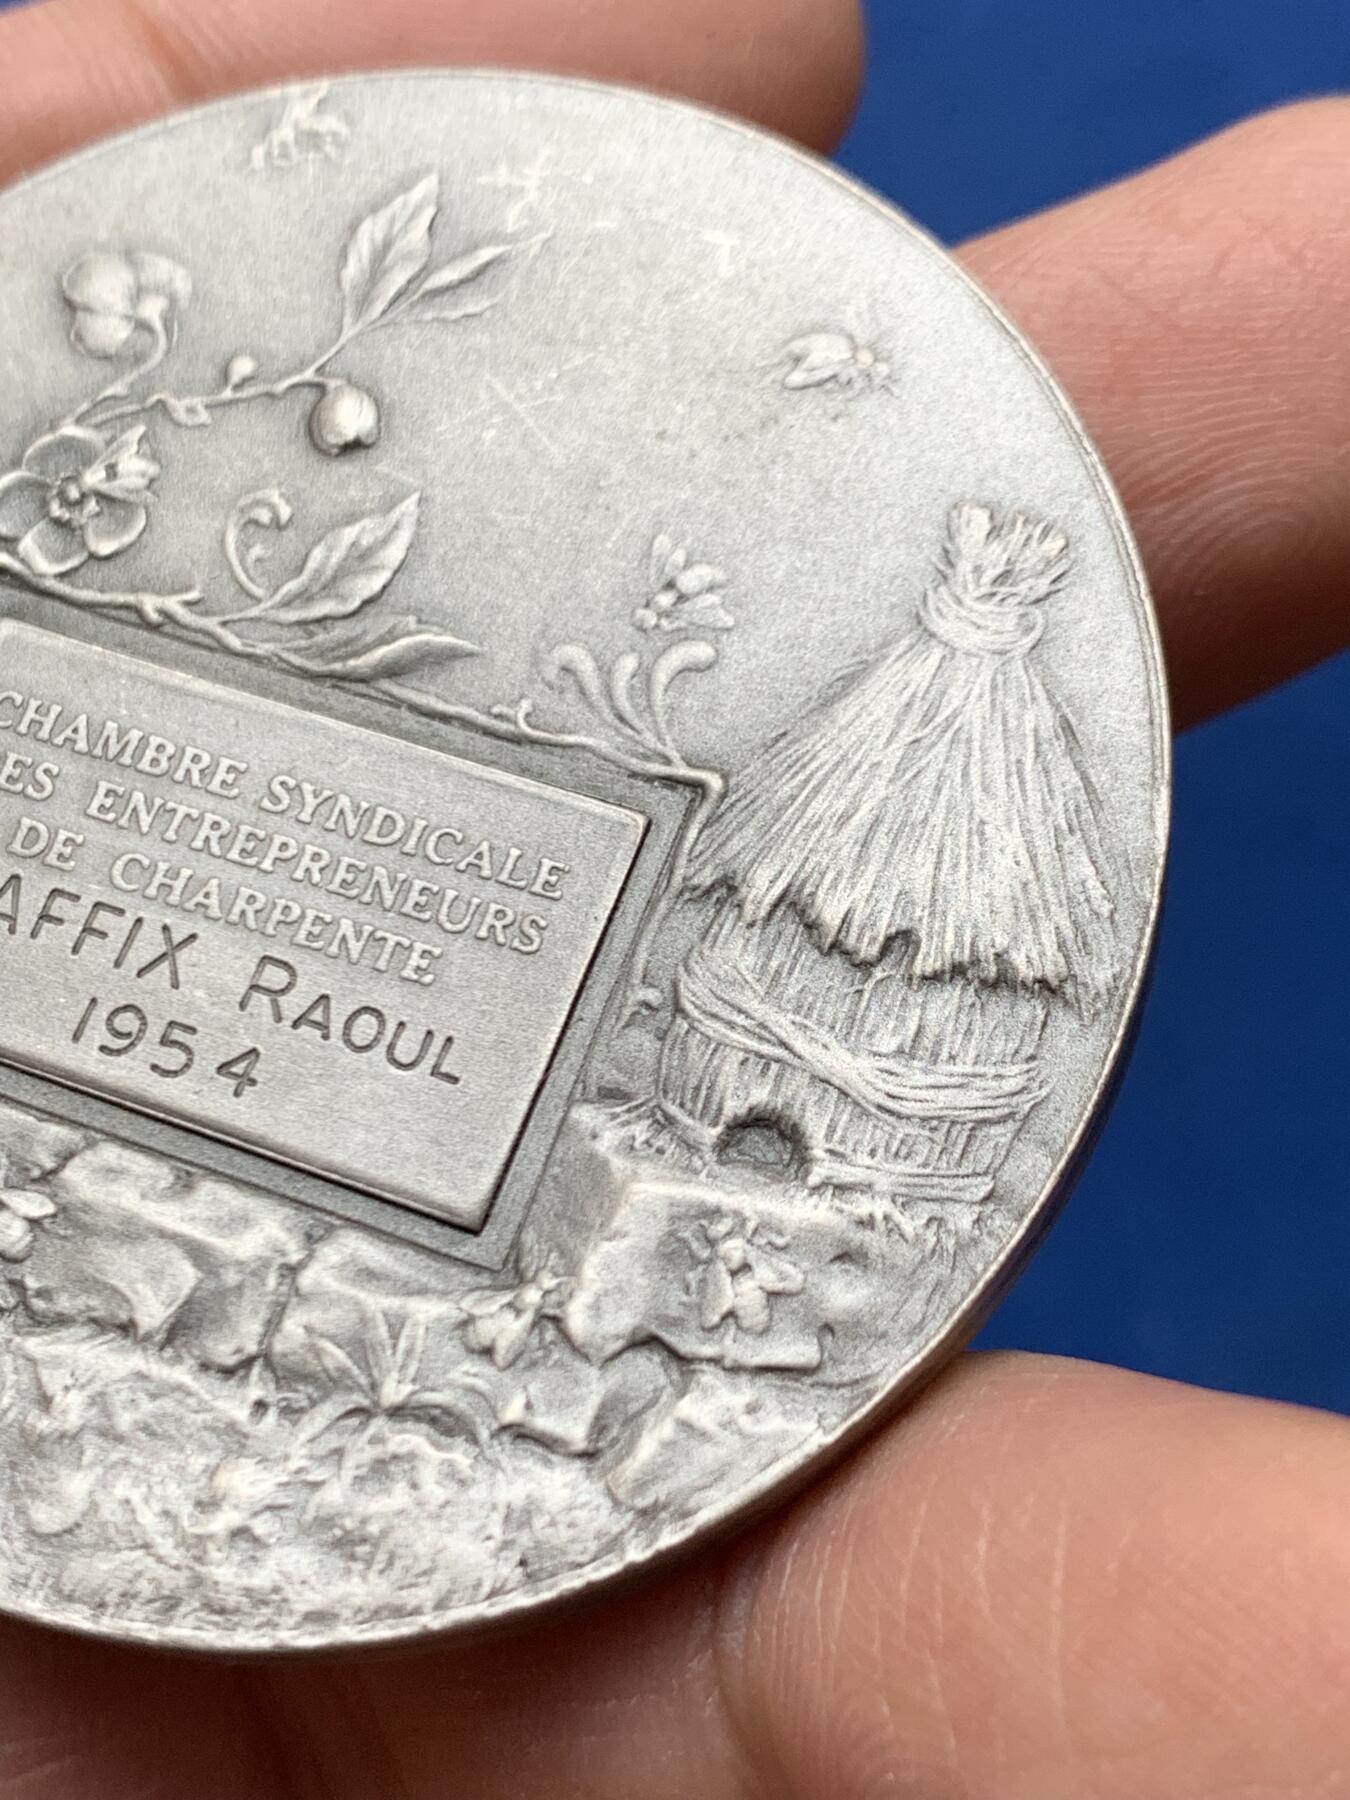 CHAMBRE SYNDICALE
ES ENTREPRENEURS
DE CHARPENTE
AFFIX RAOUL
1954